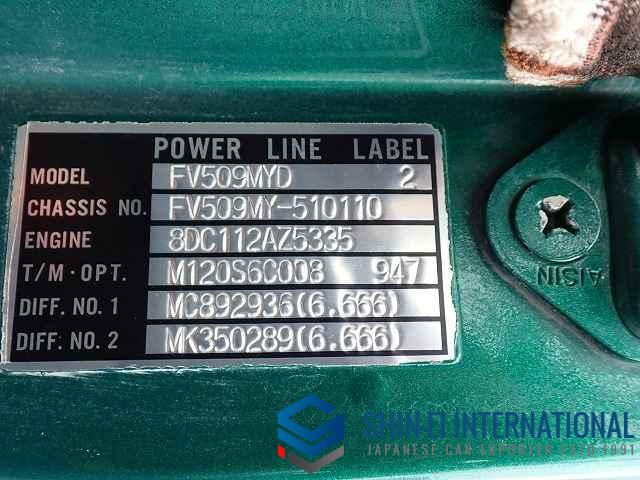 POWER LINE LABEL
MODEL FV509MYD 2
CHASSIS NO. FV509MY-510110
ENGINE 8DC112AZ5335
T/M·OPT. M120S6C008 947
DIFF. NO. 1 MC892936(6.666)
DIFF. NO. 2 MK350289(6.666)
AISIN
SHIN-EI INTERNATIONAL
JAPANESE CAR EXPORTER ESTD 1991